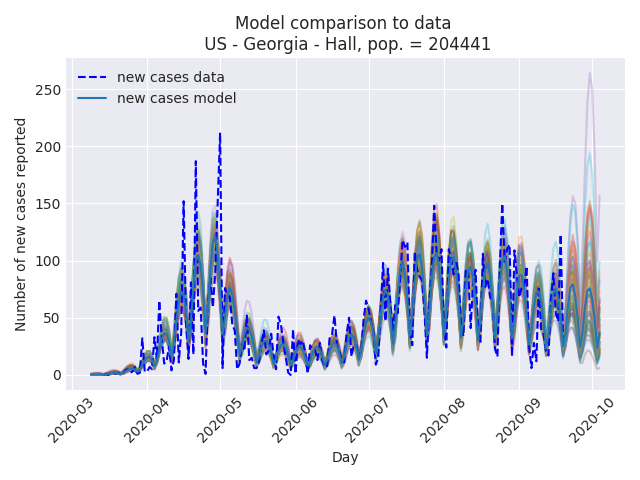 Model comparison to data
US - Georgia - Hall, pop. = 204441
new cases data
new cases model
Number of new cases reported
250
200
150
100
50
0
2020-03
2020-04
2020-05
2020-06
2020-07
2020-08
2020-09
2020-10
Day